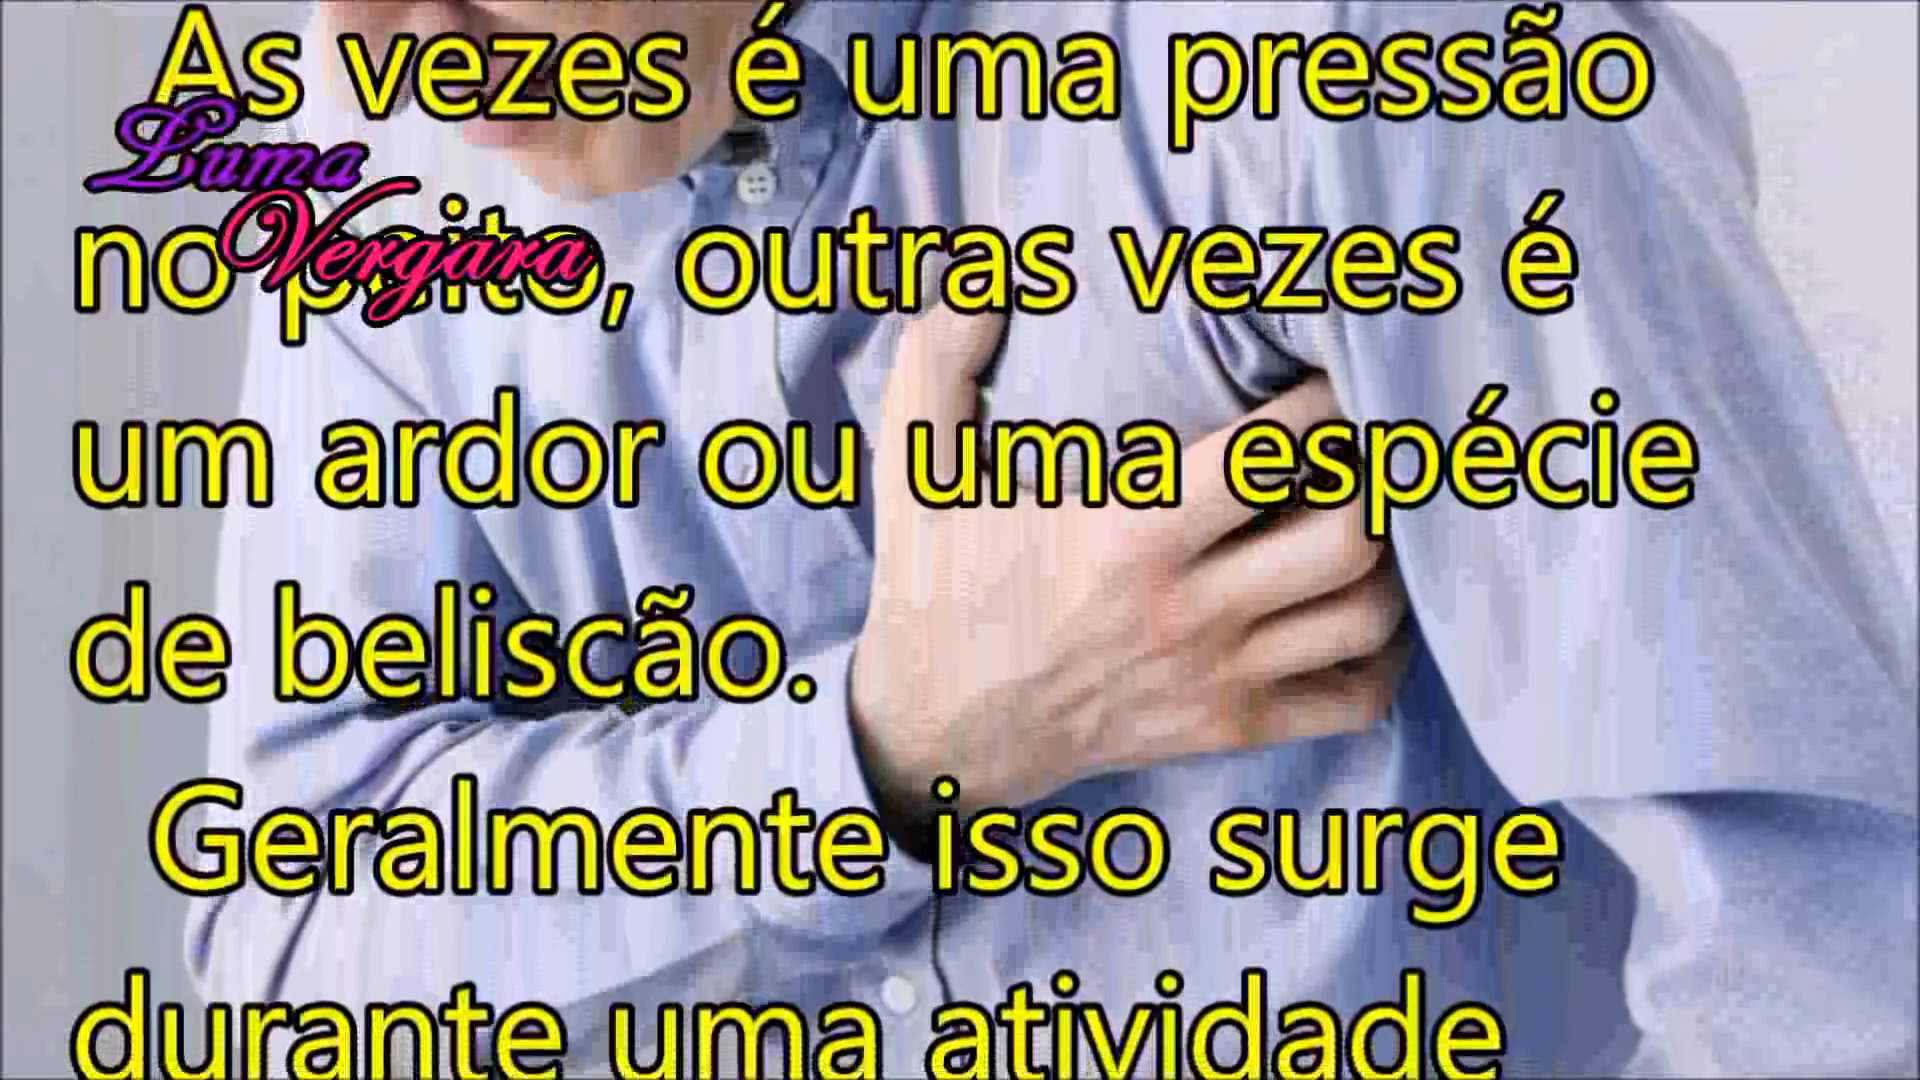 As vezes é uma pressão
Luma
Vergara
no peito, outras vezes é
um ardor ou uma espécie
de beliscão.
Geralmente isso surge
durante uma atividade